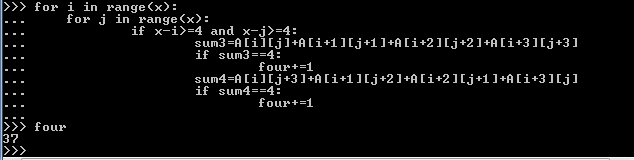 >>> for i in range(x):
...     for j in range(x):
...             if x-i>=4 and x-j>=4:
...                     sum3=A[i][j]+A[i+1][j+1]+A[i+2][j+2]+A[i+3][j+3]
...                     if sum3==4:
...                             four+=1
...                     sum4=A[i][j+3]+A[i+1][j+2]+A[i+2][j+1]+A[i+3][j]
...                     if sum4==4:
...                             four+=1
...
>>> four
37
>>>